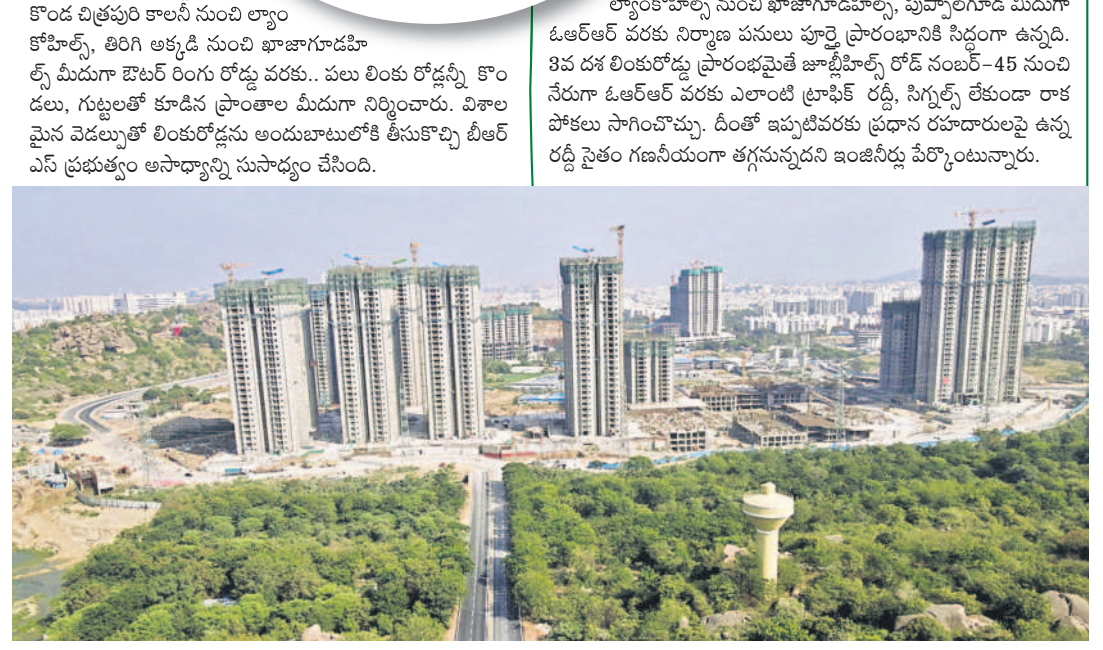 కొండ చిత్రపురి కాలనీ నుంచి ల్యాం
కోహిల్స్, తిరిగి అక్కడి నుంచి ఖాజాగూడహి
ల్స్ మీదుగా ఔటర్ రింగు రోడ్డు వరకు.. పలు లింకు రోడ్లన్నీ కొం
డలు, గుట్టలతో కూడిన ప్రాంతాల మీదుగా నిర్మించారు. విశాల
మైన వెడల్పుతో లింకురోడ్లను అందుబాటులోకి తీసుకొచ్చి బీఆర్
ఎస్ ప్రభుత్వం అసాధ్యాన్ని సుసాధ్యం చేసింది.
ల్యాంకోహిల్స్ నుంచి ఖాజాగూడహిల్స్, పుప్పాలగూడ మీదుగా
ఓఆర్ఆర్ వరకు నిర్మాణ పనులు పూర్తై ప్రారంభానికి సిద్ధంగా ఉన్నది.
3వ దశ లింకురోడ్డు ప్రారంభమైతే జూబ్లీహిల్స్ రోడ్ నంబర్-45 నుంచి
నేరుగా ఓఆర్ఆర్ వరకు ఎలాంటి ట్రాఫిక్ రద్దీ, సిగ్నల్స్ లేకుండా రాక
పోకలు సాగించొచ్చు. దీంతో ఇప్పటివరకు ప్రధాన రహదారులపై ఉన్న
రద్దీ సైతం గణనీయంగా తగ్గనున్నదని ఇంజినీర్లు పేర్కొంటున్నారు.